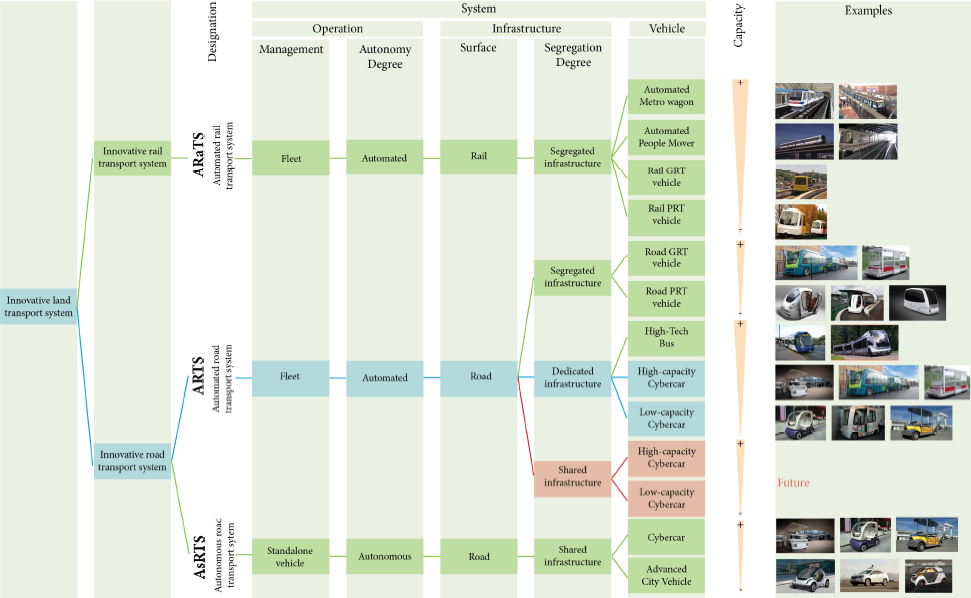 System
Examples
Designation
Capacity
Operation
Infrastructure
Vehicle
Management
Autonomy
Degree
Surface
Segregation
Degree
Innovative land
transport system
Innovative rail
transport system
ARaTS
Automated rail
transport system
Fleet
Automated
Rail
Segregated
infrastructure
Automated
Metro wagon
Automated
People Mover
Rail GRT
vehicle
Rail PRT
vehicle
+
-
Innovative road
transport system
ARTS
Automated road
transport system
Fleet
Automated
Road
Segregated
infrastructure
Road GRT
vehicle
Road PRT
vehicle
+
-
Dedicated
infrastructure
High-Tech
Bus
High-capacity
Cybercar
Low-capacity
Cybercar
+
-
Shared
infrastructure
High-capacity
Cybercar
Low-capacity
Cybercar
+
-
Future
AsRTS
Autonomous road
transport sytem
Standalone
vehicle
Autonomous
Road
Shared
infrastructure
Cybercar
Advanced
City Vehicle
+
-